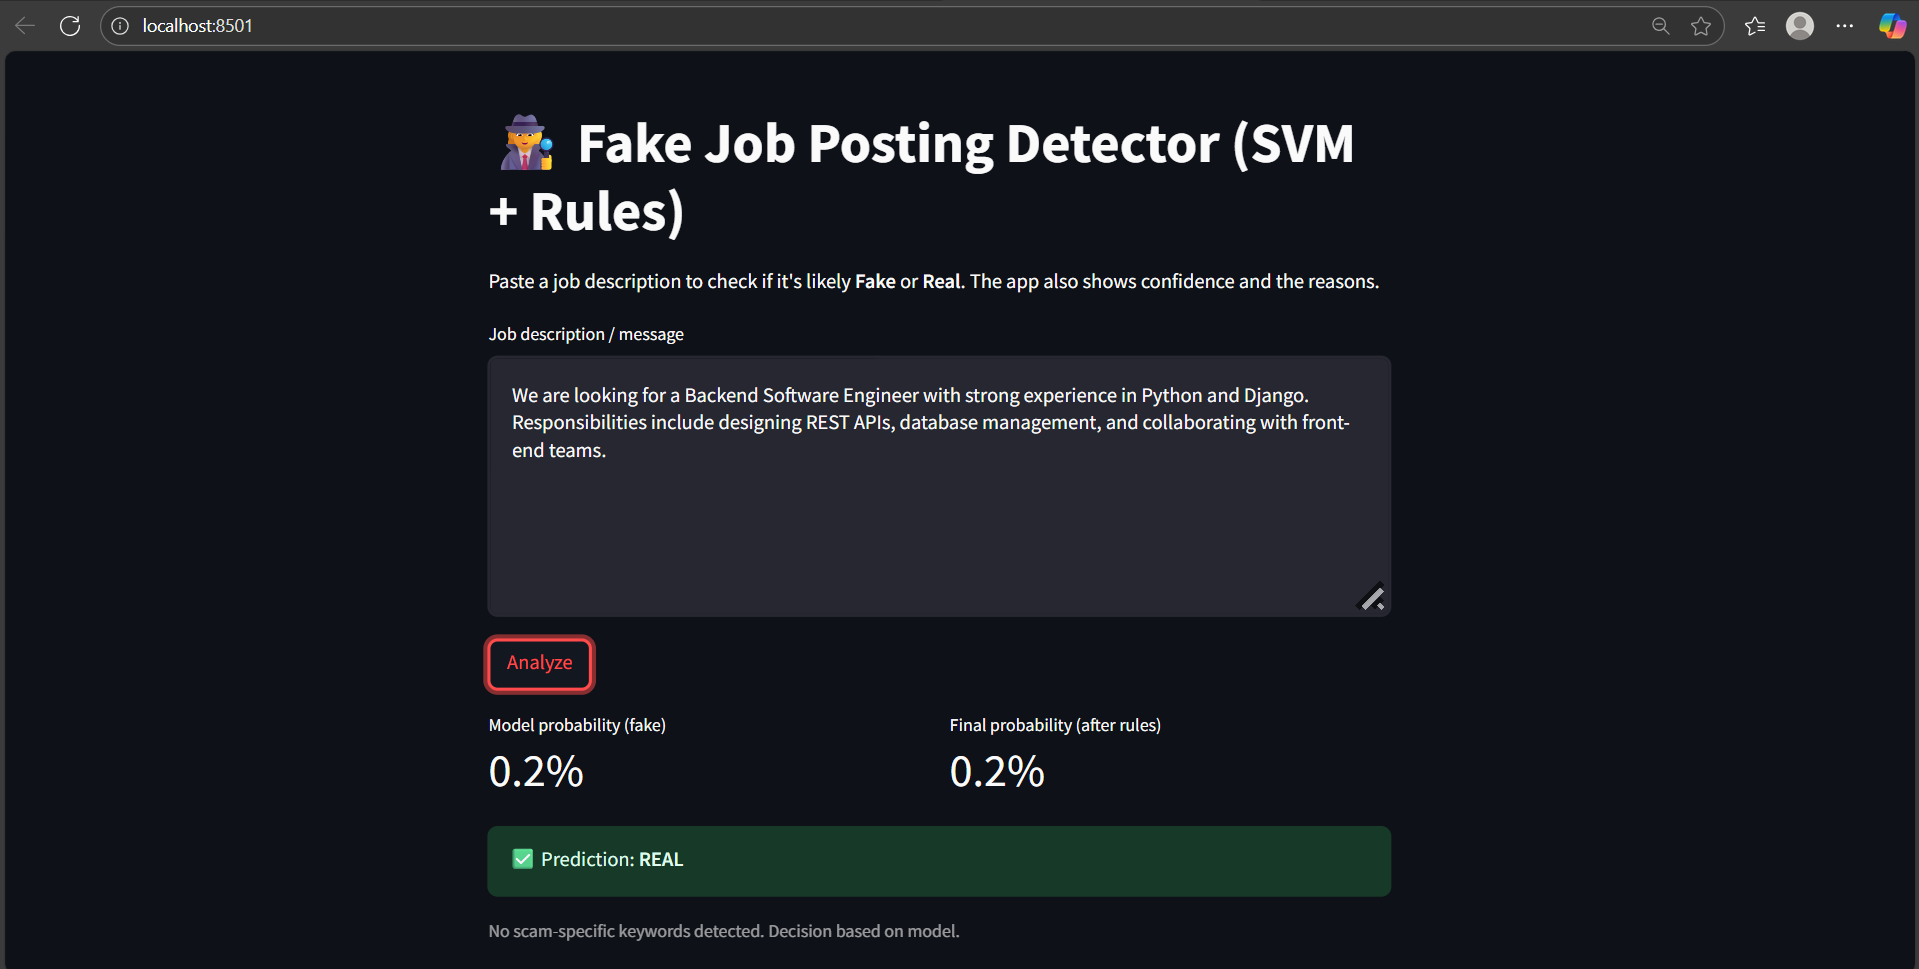 localhost:8501
Fake Job Posting Detector (SVM
+ Rules)
Paste a job description to check if it's likely Fake or Real. The app also shows confidence and the reasons.
Job description / message
We are looking for a Backend Software Engineer with strong experience in Python and Django.
Responsibilities include designing REST APIs, database management, and collaborating with front-
end teams.
Analyze
Model probability (fake)
0.2%
Final probability (after rules)
0.2%
Prediction: REAL
No scam-specific keywords detected. Decision based on model.